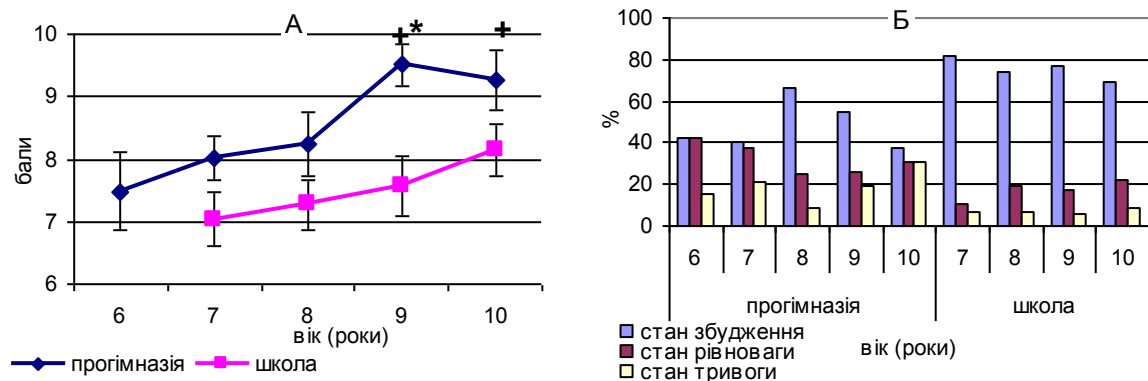 А
+*
+
10
9
8
7
6
бали
6 7 8 9 10
вік (роки)
прогімназія школа
Б
100
80
60
40
20
0
%
6 7 8 9 10 7 8 9 10
прогімназія школа
вік (роки)
стан збудження
стан рівноваги
стан тривоги